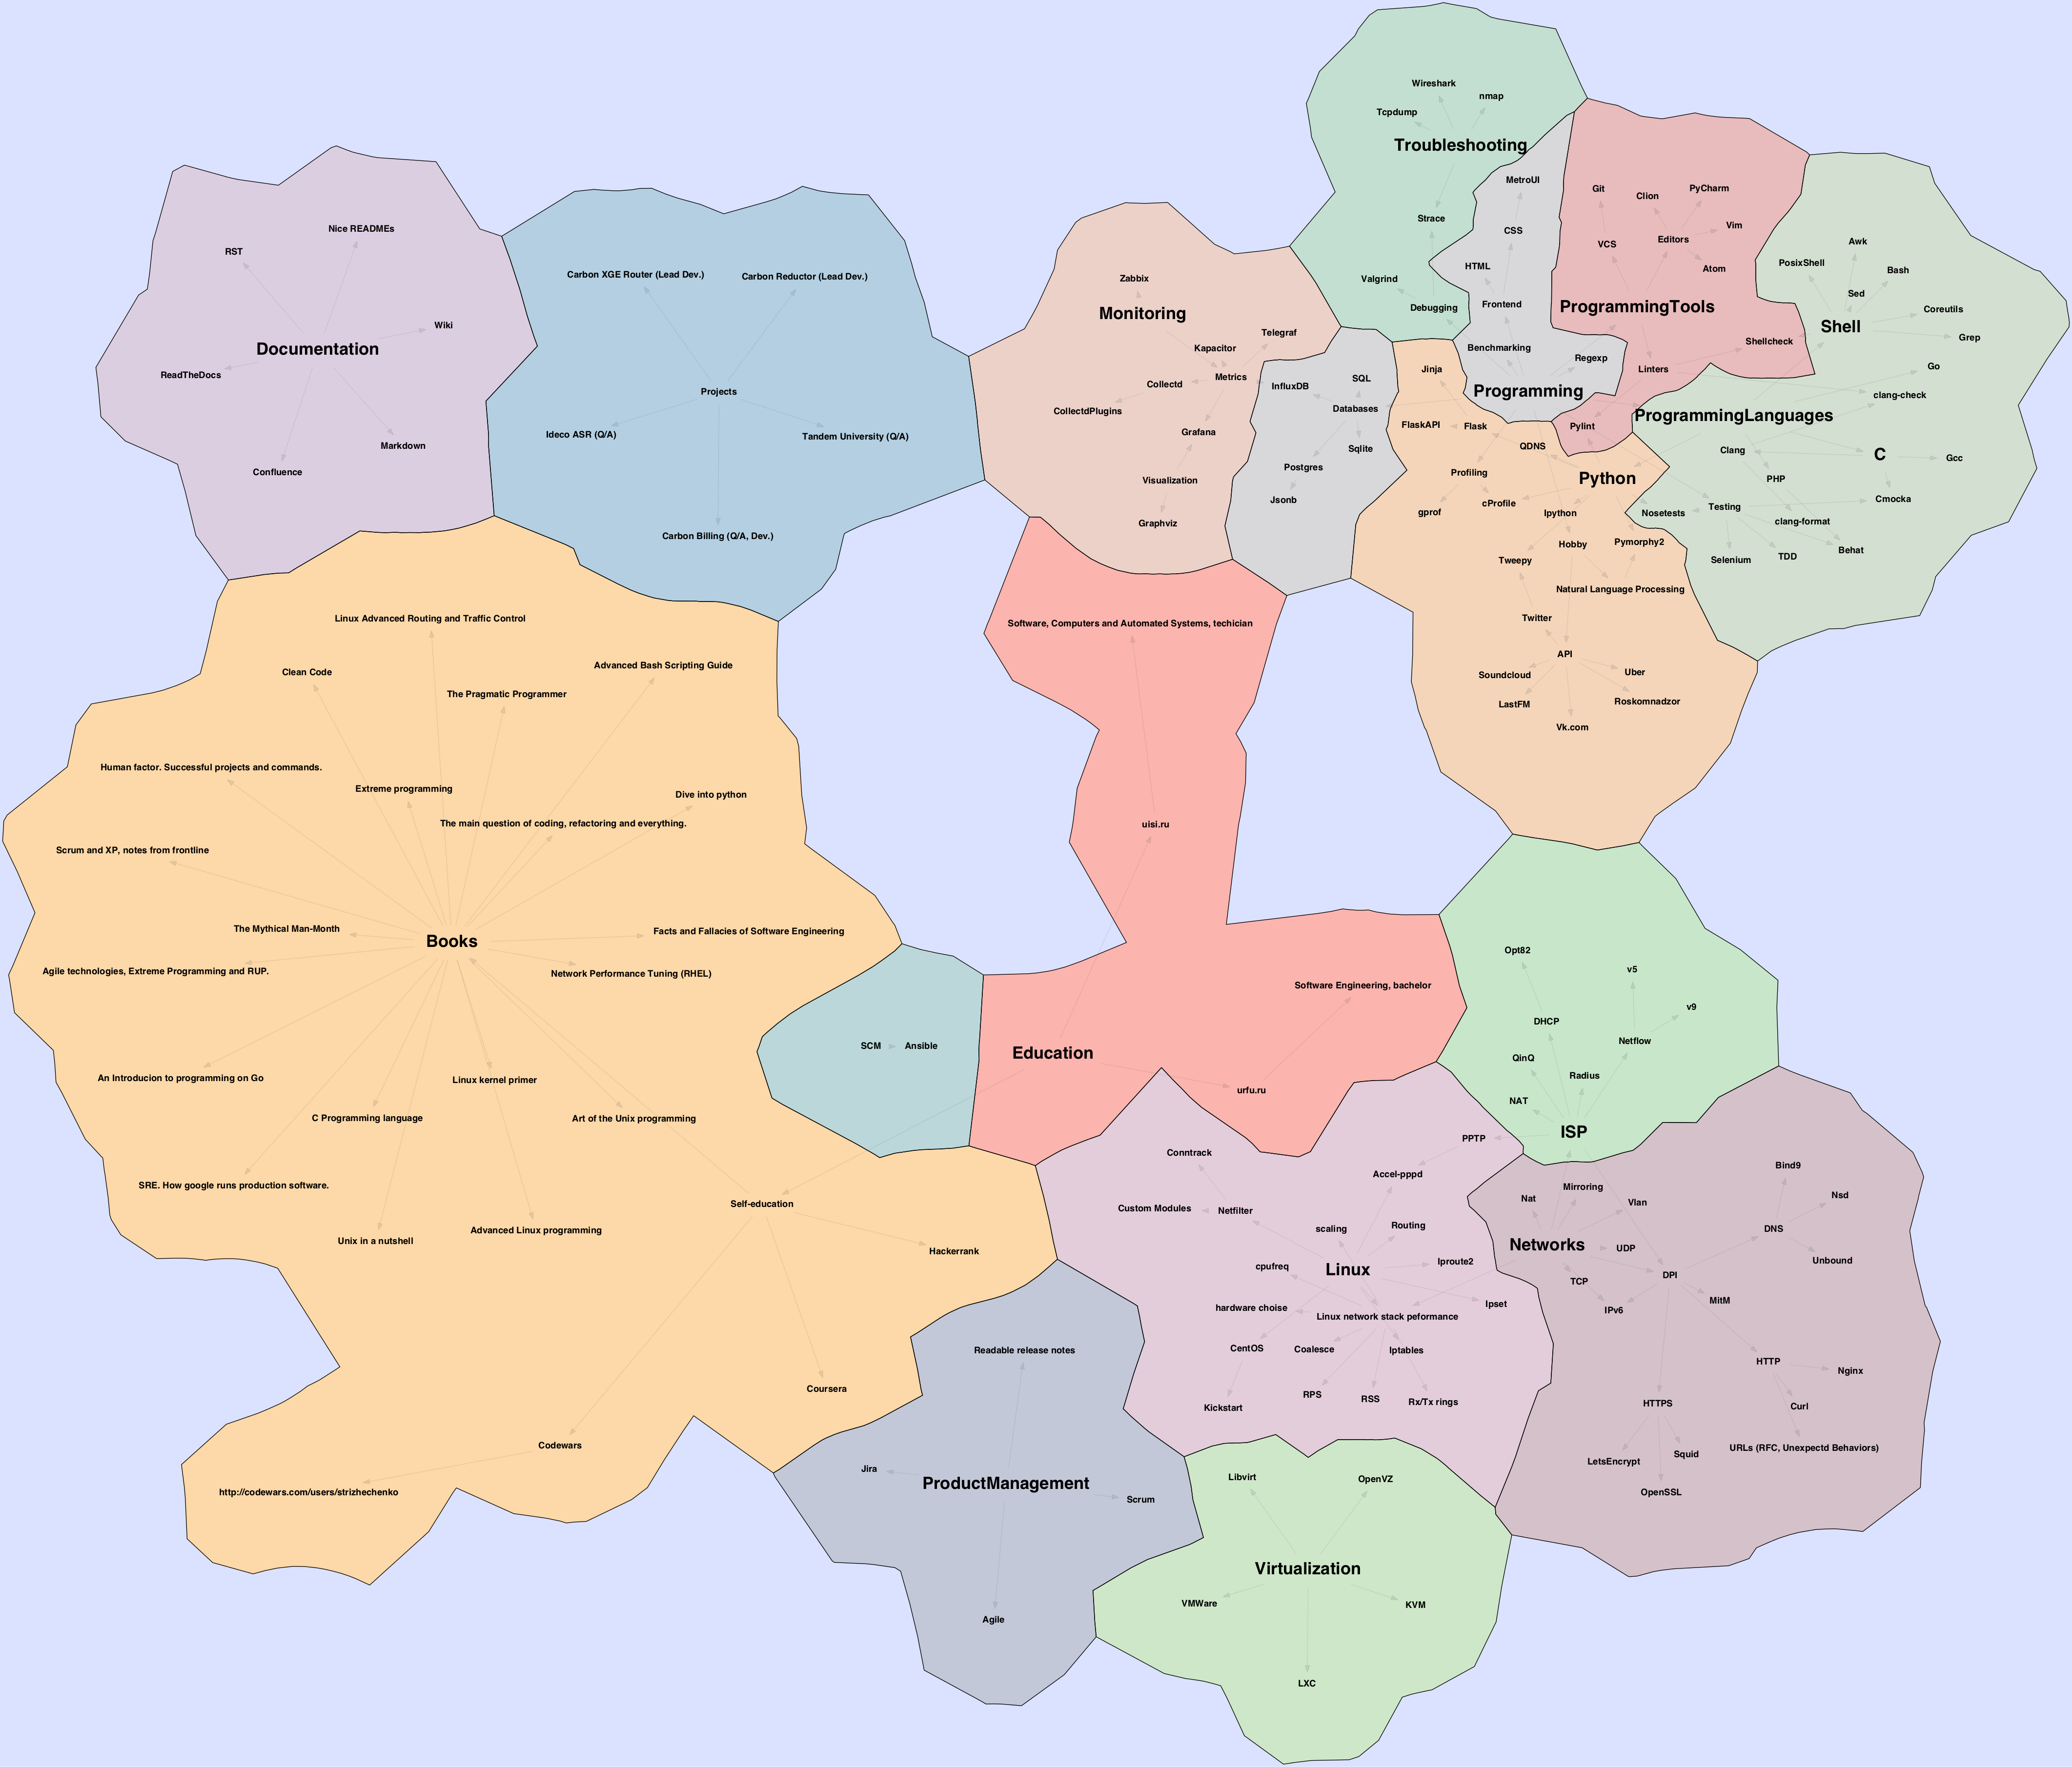 Wireshark
nmap
Tcpdump
Troubleshooting
Strace
Valgrind
Debugging
MetroUI
CSS
HTML
Frontend
Benchmarking
Regexp
Programming
Git
Clion
PyCharm
Vim
VCS
Editors
Atom
ProgrammingTools
Shellcheck
Linters
Pylint
Awk
PosixShell
Bash
Sed
Coreutils
Shell
Grep
Go
clang-check
ProgrammingLanguages
Clang
C
Gcc
PHP
Cmocka
Testing
Nosetests
clang-format
Behat
TDD
Selenium
Nice READMEs
RST
Wiki
Documentation
ReadTheDocs
Markdown
Confluence
Carbon XGE Router (Lead Dev.)
Carbon Reductor (Lead Dev.)
Projects
Ideco ASR (Q/A)
Tandem University (Q/A)
Carbon Billing (Q/A, Dev.)
Zabbix
Monitoring
Telegraf
Kapacitor
Metrics
Collectd
CollectdPlugins
Grafana
Visualization
Graphviz
InfluxDB
SQL
Databases
Sqlite
Postgres
Jsonb
Jinja
FlaskAPI
Flask
QDNS
Profiling
Python
cProfile
gprof
Ipython
Hobby
Pymorphy2
Tweepy
Natural Language Processing
Twitter
API
Soundcloud
Uber
LastFM
Roskomnadzor
Vk.com
Linux Advanced Routing and Traffic Control
Clean Code
Advanced Bash Scripting Guide
The Pragmatic Programmer
Human factor. Successful projects and commands.
Extreme programming
Dive into python
The main question of coding, refactoring and everything.
Scrum and XP, notes from frontline
The Mythical Man-Month
Books
Facts and Fallacies of Software Engineering
Agile technologies, Extreme Programming and RUP.
Network Performance Tuning (RHEL)
An Introducion to programming on Go
Linux kernel primer
C Programming language
Art of the Unix programming
SRE. How google runs production software.
Self-education
Unix in a nutshell
Advanced Linux programming
Hackerrank
Coursera
Codewars
http://codewars.com/users/strizhechenko
SCM
Ansible
Software, Computers and Automated Systems, techician
uisi.ru
Software Engineering, bachelor
Education
urfu.ru
Opt82
v5
v9
DHCP
Netflow
QinQ
Radius
NAT
ISP
PPTP
Conntrack
Accel-pppd
Custom Modules
Netfilter
scaling
Routing
cpufreq
Linux
Iproute2
hardware choise
Ipset
Linux network stack peformance
CentOS
Coalesce
Iptables
RPS
RSS
Rx/Tx rings
Kickstart
Bind9
Nat
Mirroring
Vlan
Nsd
DNS
Networks
UDP
Unbound
TCP
DPI
IPv6
MitM
HTTP
Nginx
HTTPS
Curl
URLs (RFC, Unexpectd Behaviors)
LetsEncrypt
Squid
OpenSSL
Readable release notes
Jira
ProductManagement
Scrum
Agile
Libvirt
OpenVZ
Virtualization
VMWare
KVM
LXC